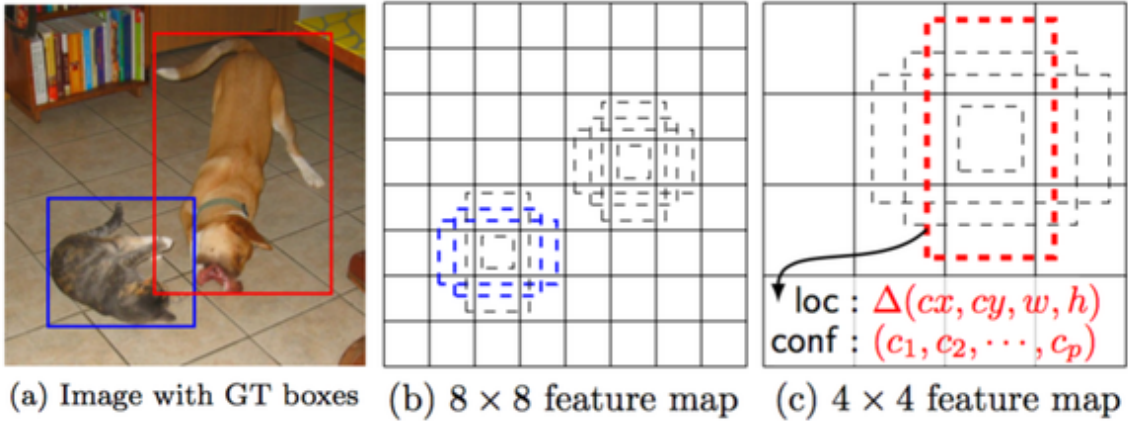 loc : Δ(cx, cy, w, h)
conf : (c₁, c₂, ⋯, cₚ)
(a) Image with GT boxes
(b) 8 × 8 feature map
(c) 4 × 4 feature map